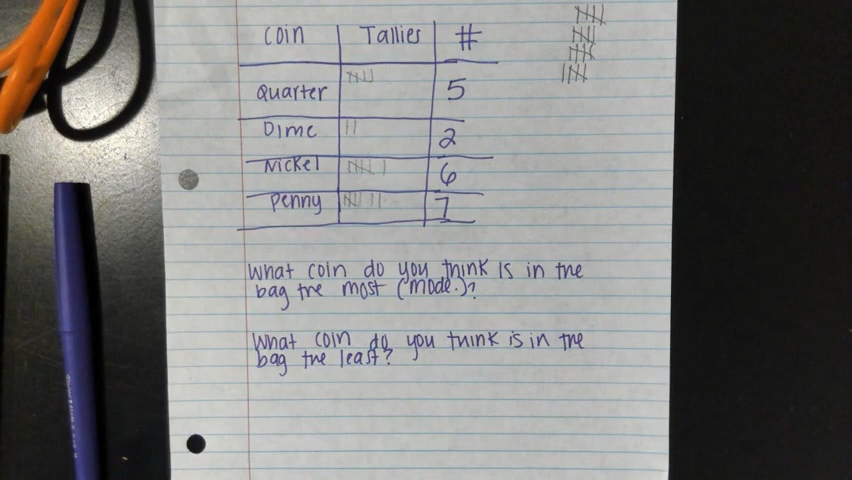 Coin Tallies #
Quarter 5
Dime 2
Nickel 6
Penny 7
What coin do you think is in the
bag the most (mode.)?
What coin do you think is in the
bag the least?